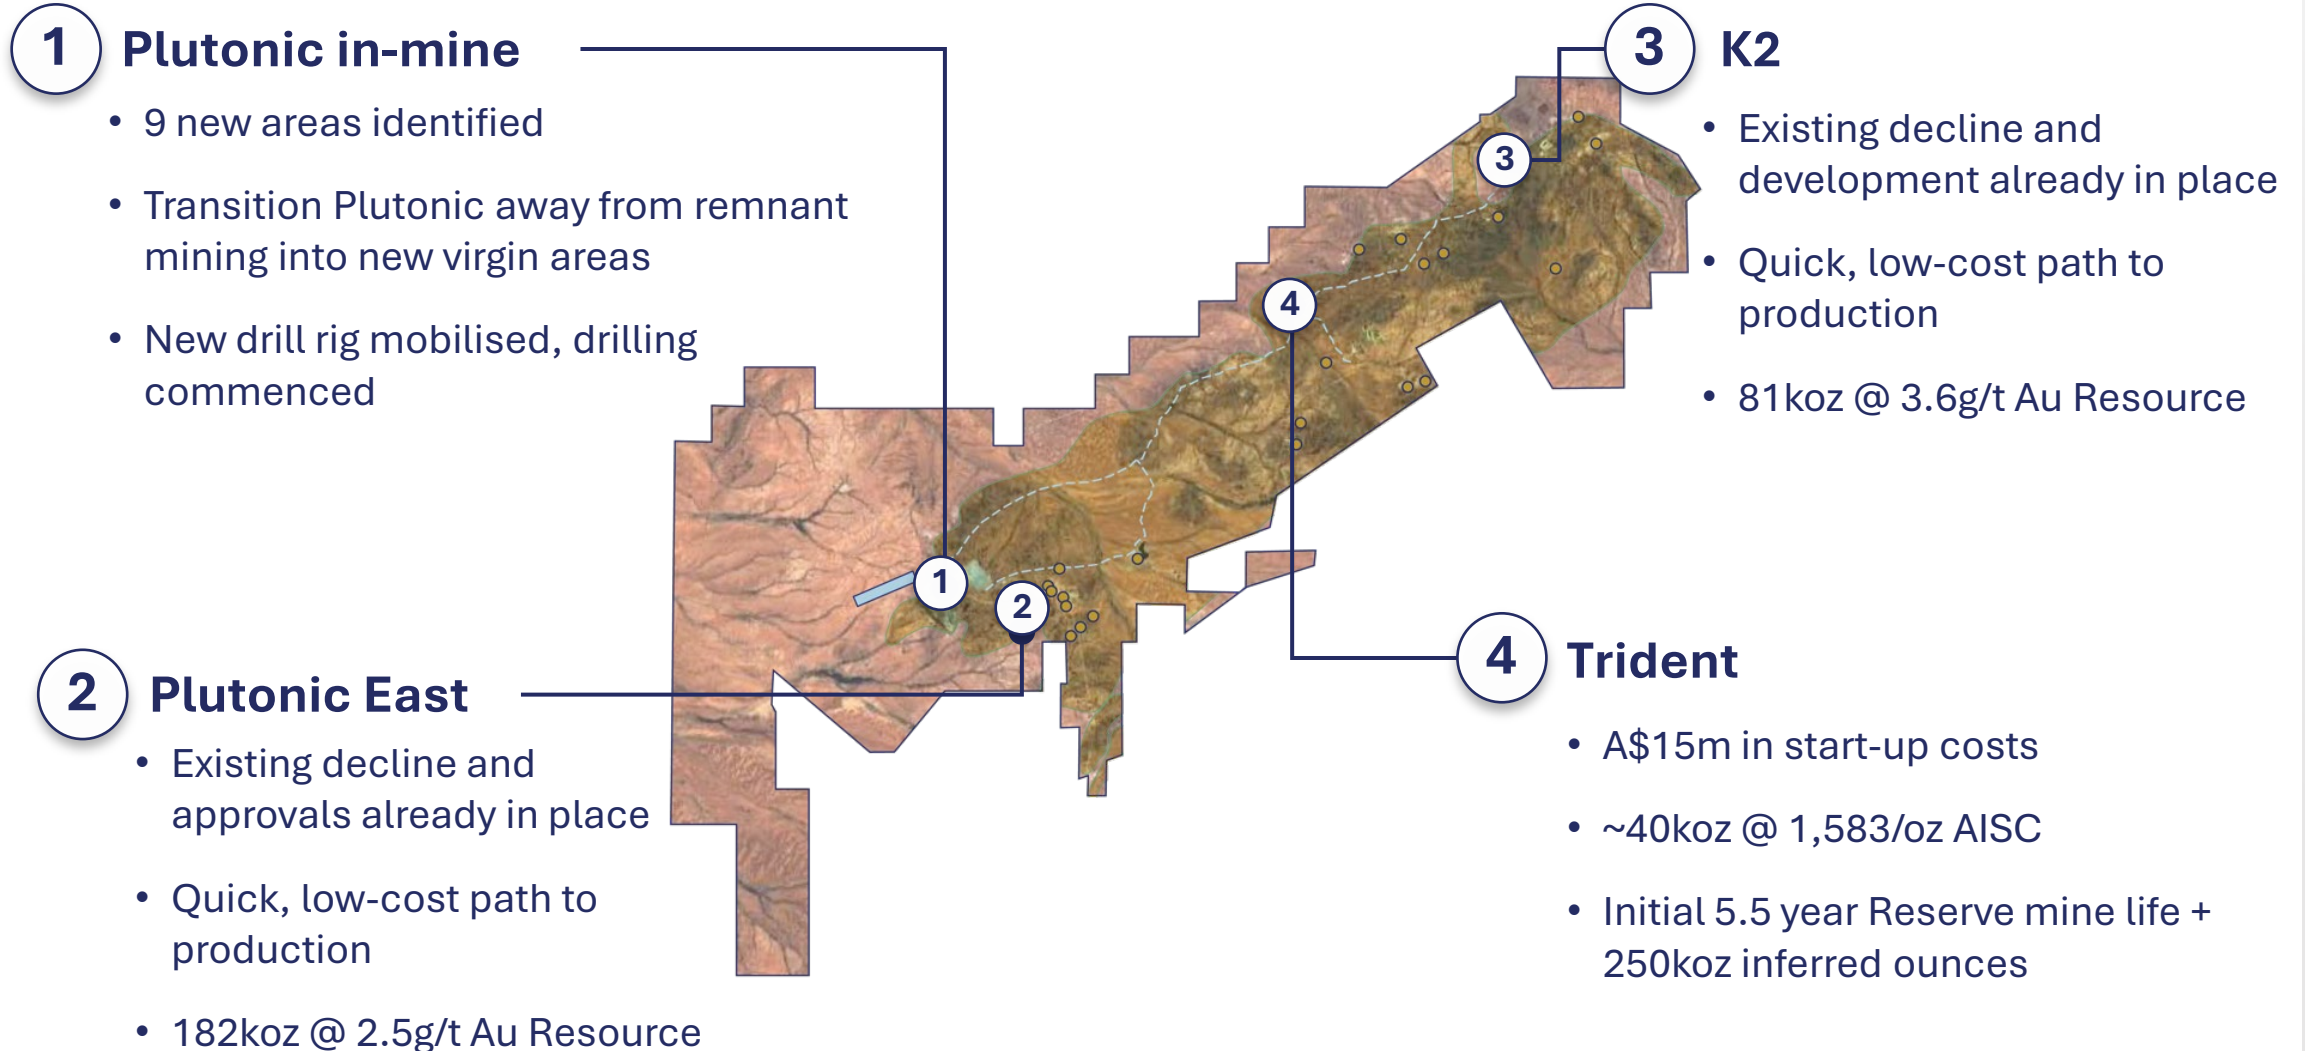 1 Plutonic in-mine
• 9 new areas identified
• Transition Plutonic away from remnant
mining into new virgin areas
• New drill rig mobilised, drilling
commenced
2 Plutonic East
• Existing decline and
approvals already in place
• Quick, low-cost path to
production
• 182koz @ 2.5g/t Au Resource
3 K2
• Existing decline and
development already in place
• Quick, low-cost path to
production
• 81koz @ 3.6g/t Au Resource
4 Trident
• A$15m in start-up costs
• ~40koz @ 1,583/oz AISC
• Initial 5.5 year Reserve mine life +
250koz inferred ounces
3
4
1
2